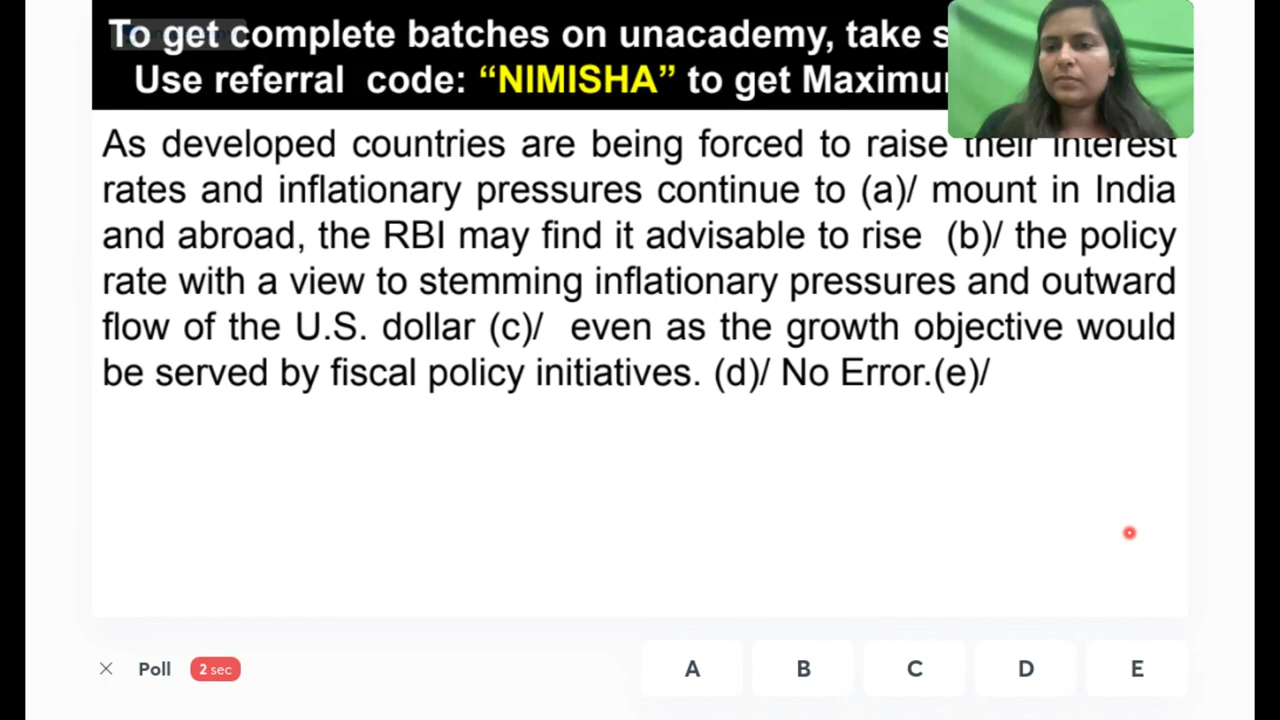 To get complete batches on unacademy, take
Use referral code: “NIMISHA” to get
As developed countries are being forced to raise their interest
rates and inflationary pressures continue to (a)/ mount in India
and abroad, the RBI may find it advisable to rise (b)/ the policy
rate with a view to stemming inflationary pressures and outward
flow of the U.S. dollar (c)/ even as the growth objective would
be served by fiscal policy initiatives. (d)/ No Error.(e)/
Poll 2 sec A B C D E